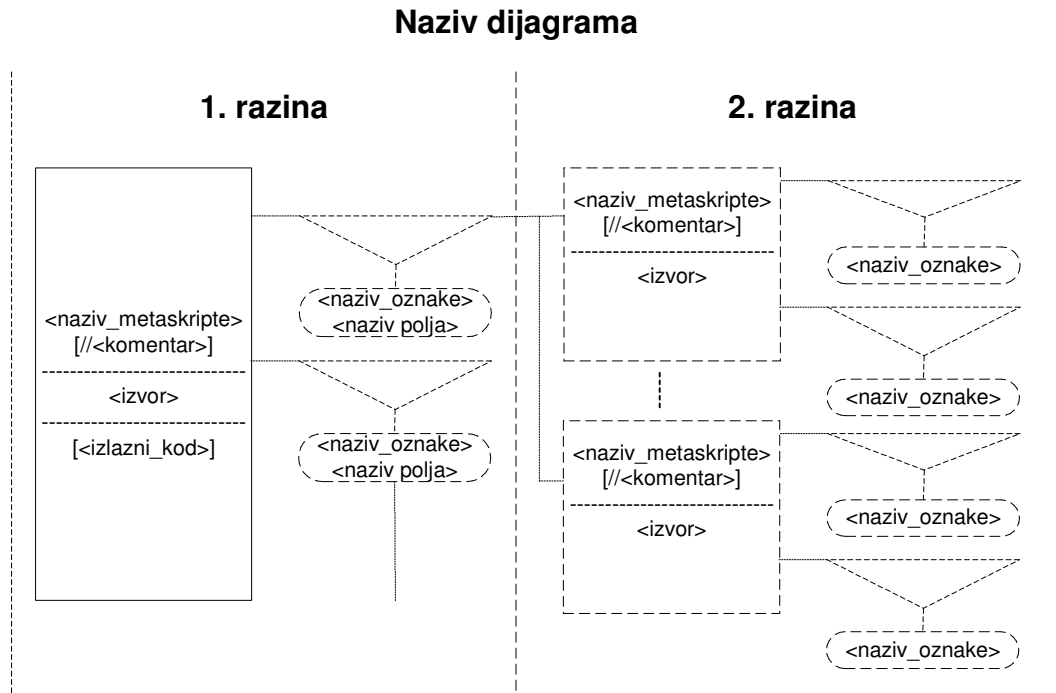 Naziv dijagrama
1. razina
2. razina
<naziv_metaskripte>
[//<komentar>]
<izvor>
[<izlazni_kod>]
<naziv_oznake>
<naziv polja>
<naziv_oznake>
<naziv polja>
<naziv_metaskripte>
[//<komentar>]
<izvor>
<naziv_oznake>
<naziv_oznake>
<naziv_metaskripte>
[//<komentar>]
<izvor>
<naziv_oznake>
<naziv_oznake>